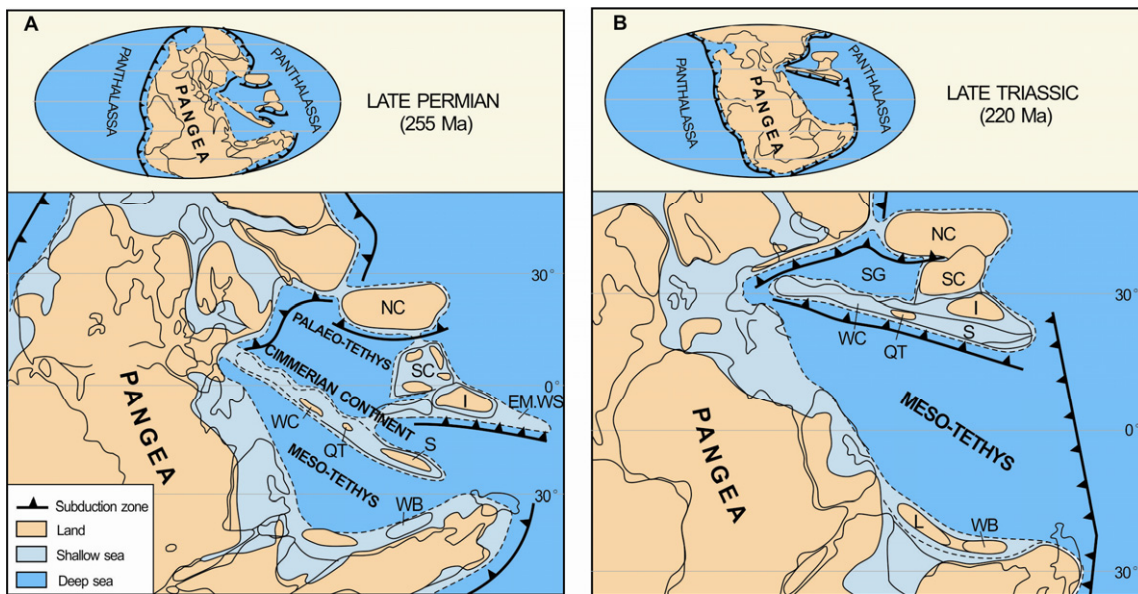 A
PANTHALASSA
PANGEA
PANTHALASSA
LATE PERMIAN
(255 Ma)
30°
NC
PALAEO-TETHYS
CIMMERIAN CONTINENT
SC
0°
I
EM.WS
PANGEA
WC
QT
S
MESO-TETHYS
30°
WB
Subduction zone
Land
Shallow sea
Deep sea
B
PANTHALASSA
PANGEA
PANTHALASSA
LATE TRIASSIC
(220 Ma)
NC
SG
SC
30°
I
WC
QT
S
MESO-TETHYS
0°
PANGEA
L
WB
30°